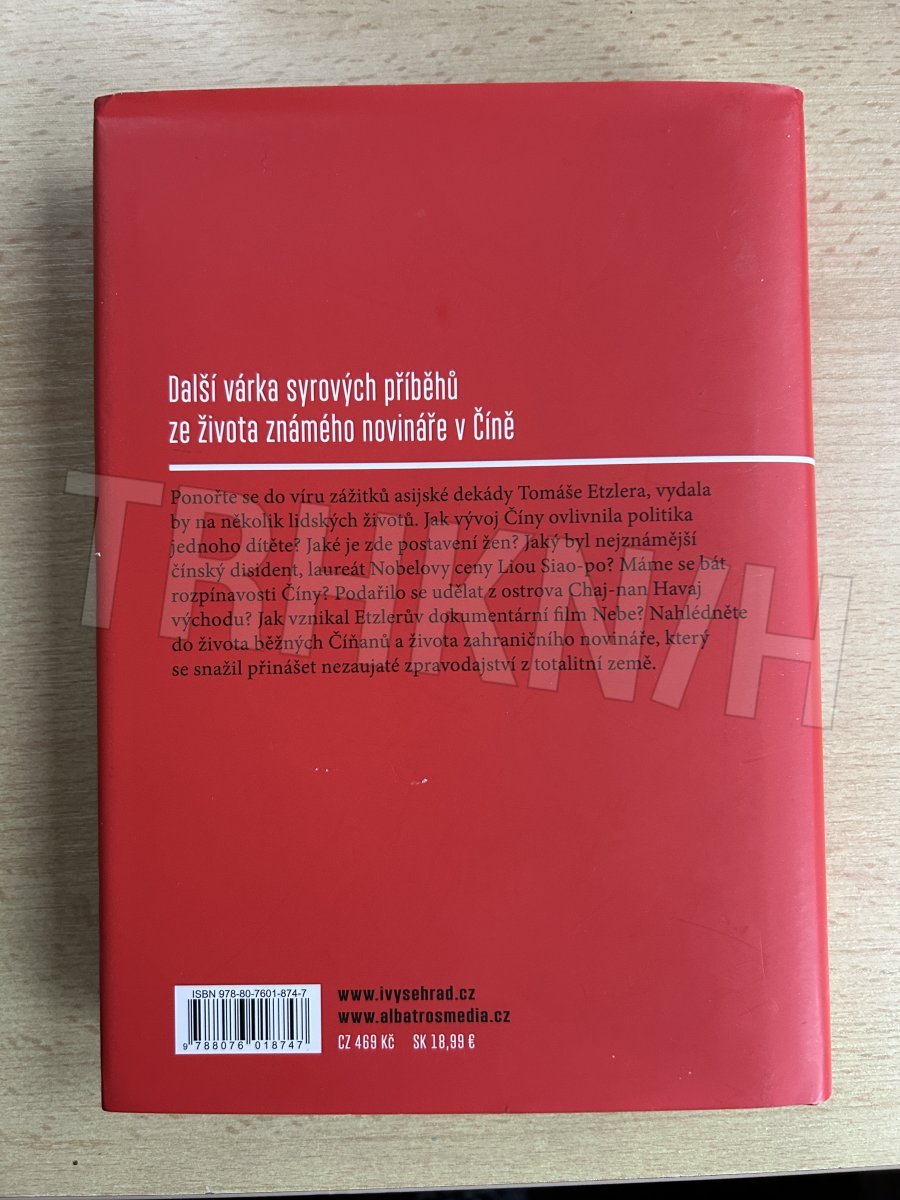 Další várka syrových příběhů
ze života známého novináře v Číně
Ponořte se do víru zážitků asijské dekády Tomáše Etzlera, vydala
by na několik lidských životů. Jak vývoj Číny ovlivnila politika
jednoho dítěte? Jaké je zde postavení žen? Jaký byl nejznámější
čínský disident, laureát Nobelovy ceny Liou Siao-po? Máme se bát
rozpínavosti Číny? Podařilo se udělat z ostrova Chaj-nan Havaj
východu? Jak vznikal Etzlerův dokumentární film Nebe? Nahlédněte
do života běžných Číňanů a života zahraničního novináře, který
se snažil přinášet nezaujaté zpravodajství z totalitní země.
TRHKNIH
ISBN 978-80-7601-874-7
9 788076 018747
www.ivysehrad.cz
www.albatrosmedia.cz
CZ 469 Kč SK 18,99 €